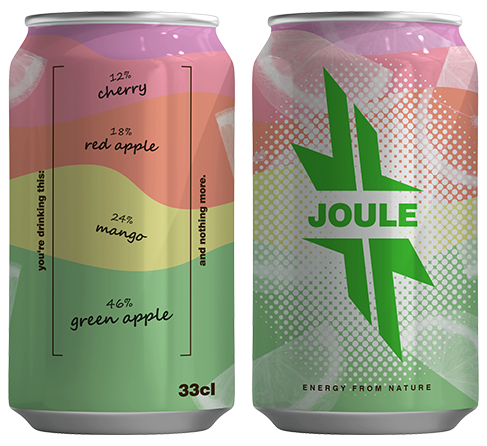 12%
cherry
18%
red apple
24%
mango
46%
green apple
you're drinking this:
and nothing more.
33cl
JOULE
ENERGY FROM NATURE